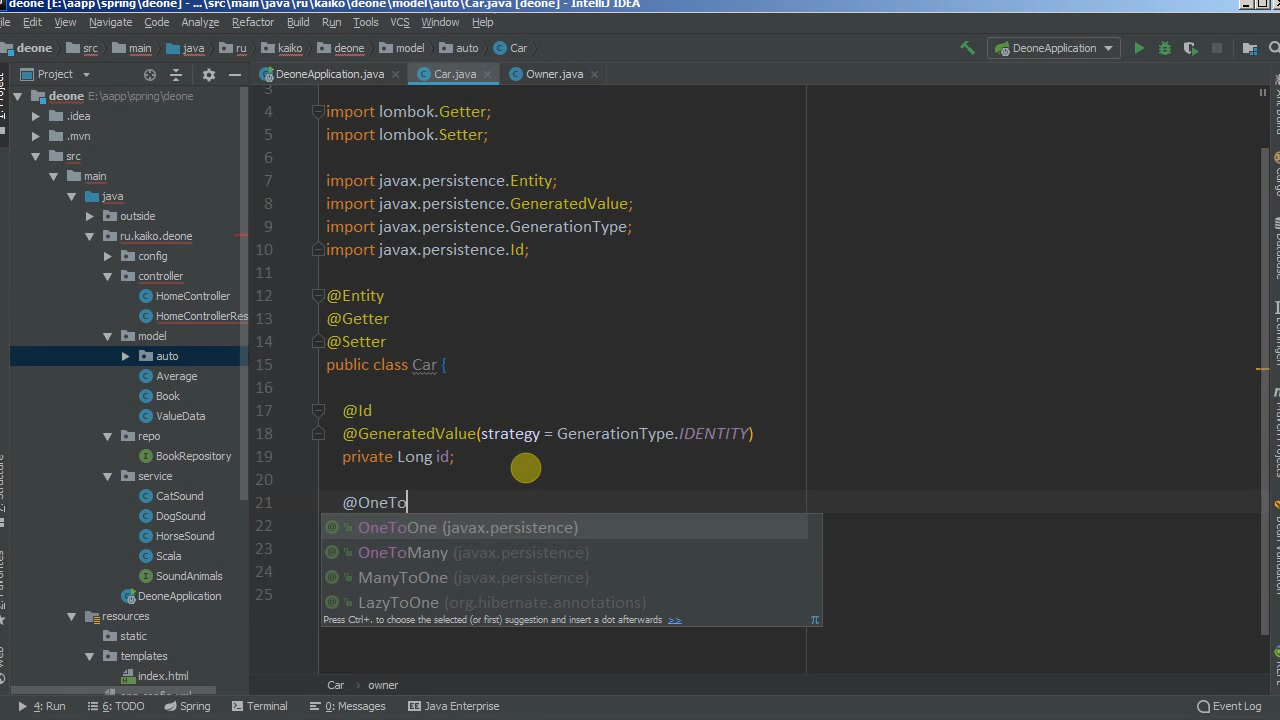 deone [E:\aapp\spring\deone] - ...\src\main\java\ru\kaiko\deone\model\auto\Car.java [deone] - IntelliJ IDEA
Edit View Navigate Code Analyze Refactor Build Run Tools VCS Window Help
deone src main java ru kaiko deone model auto Car DeoneApplication
Project DeoneApplication.java Car.java Owner.java
deone E:\aapp\spring\deone
.idea
.mvn
src
main
java
outside
ru.kaiko.deone
config
controller
HomeController
HomeControllerRes
model
auto
Average
Book
ValueData
repo
BookRepository
service
CatSound
DogSound
HorseSound
Scala
SoundAnimals
DeoneApplication
resources
static
templates
index.html
3
4 import lombok.Getter;
5 import lombok.Setter;
6
7 import javax.persistence.Entity;
8 import javax.persistence.GeneratedValue;
9 import javax.persistence.GenerationType;
10 import javax.persistence.Id;
11
12 @Entity
13 @Getter
14 @Setter
15 public class Car {
16
17 @Id
18 @GeneratedValue(strategy = GenerationType.IDENTITY)
19 private Long id;
20
21 @OneTo
22
23
24
25
OneToOne (javax.persistence)
OneToMany (javax.persistence)
ManyToOne (javax.persistence)
LazyToOne (org.hibernate.annotations)
Press Ctrl+. to choose the selected (or first) suggestion and insert a dot afterwards >> π
Car owner
4: Run 6: TODO Spring Terminal 0: Messages Java Enterprise Event Log